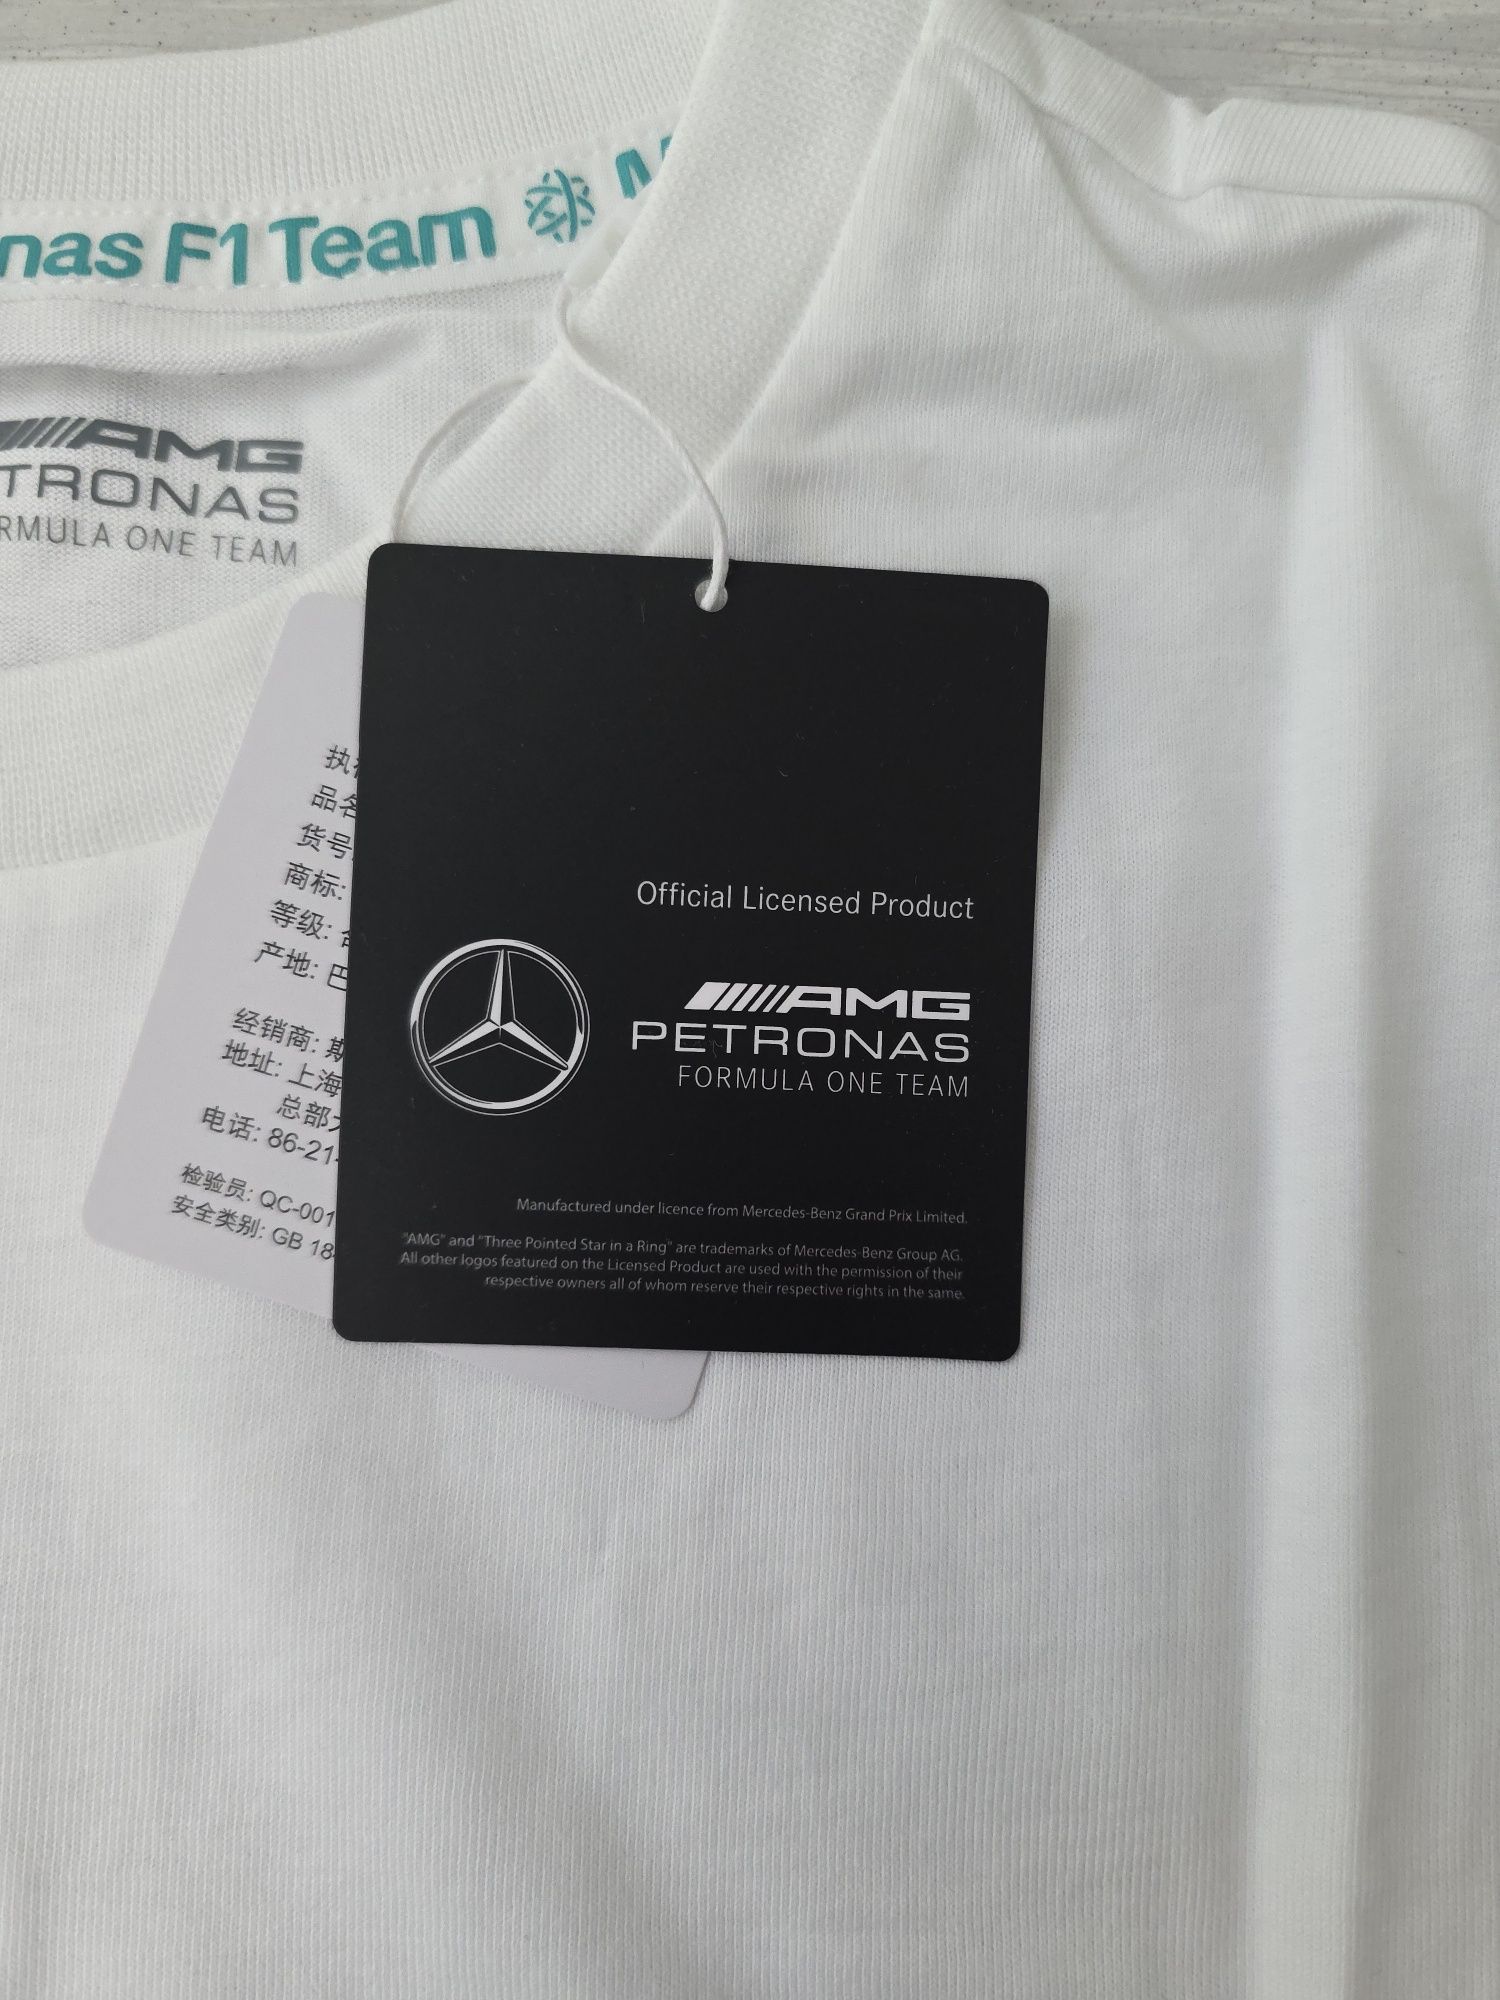 nas F1 Team
AMG
TRONAS
RMULA ONE TEAM
品名
货号
商标:
等级:
产地: 巴
经销商: 斯
地址: 上海
总部
电话: 86-21-
检验员: QC-001
安全类别: GB 18
Official Licensed Product
AMG
PETRONAS
FORMULA ONE TEAM
Manufactured under licence from Mercedes-Benz Grand Prix Limited.
"AMG" and "Three Pointed Star in a Ring" are trademarks of Mercedes-Benz Group AG.
All other logos featured on the Licensed Product are used with the permission of their
respective owners all of whom reserve their respective rights in the same.